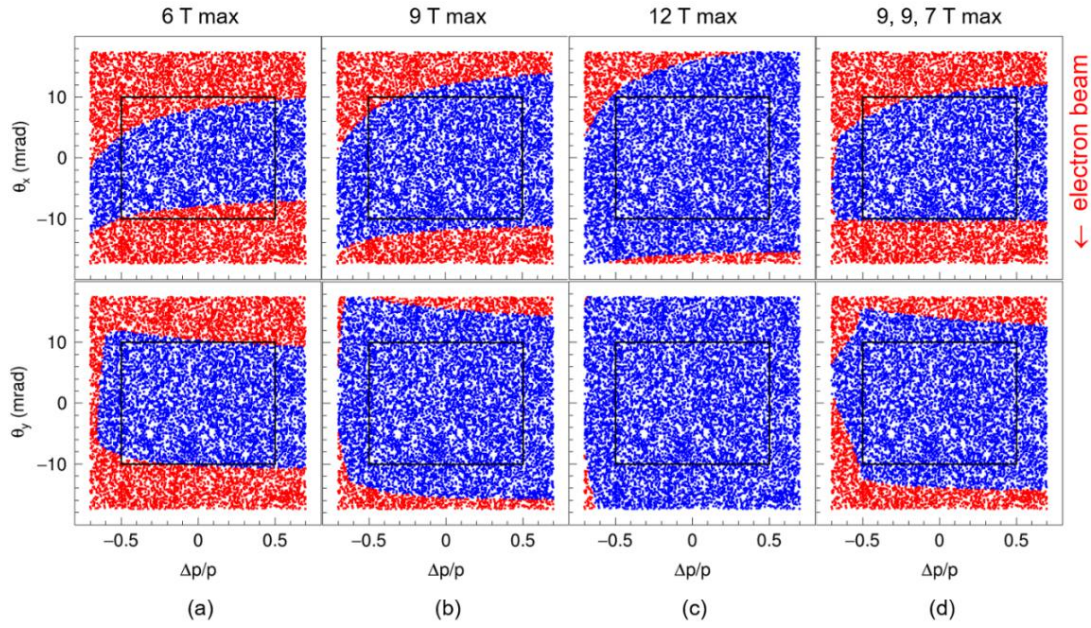 6 T max 9 T max 12 T max 9, 9, 7 T max
θx (mrad)
10
0
−10
← electron beam
θy (mrad)
10
0
−10
−0.5 0 0.5 −0.5 0 0.5 −0.5 0 0.5 −0.5 0 0.5
Δp/p Δp/p Δp/p Δp/p
(a) (b) (c) (d)